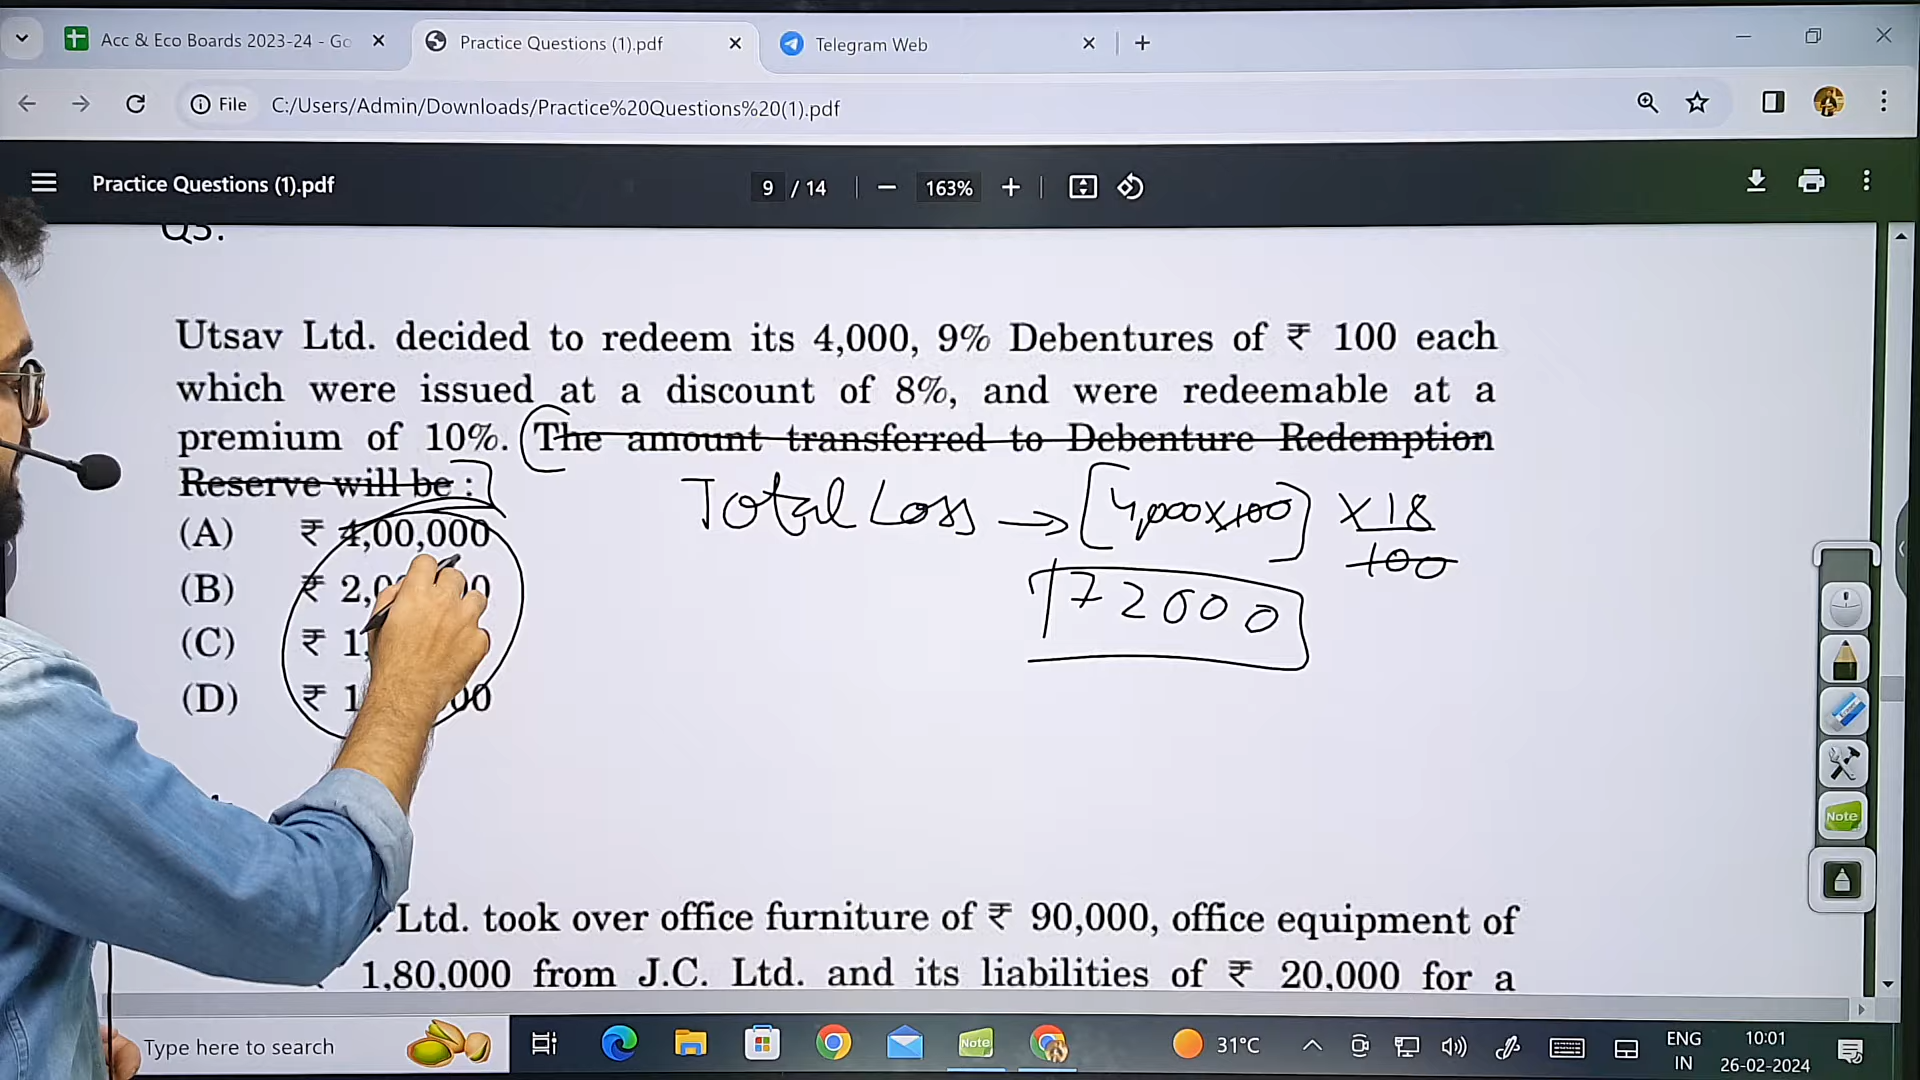 Acc & Eco Boards 2023-24 - Go
Practice Questions (1).pdf
Telegram Web
File
C:/Users/Admin/Downloads/Practice%20Questions%20(1).pdf
Practice Questions (1).pdf
9 / 14
163%
Q3.
Utsav Ltd. decided to redeem its 4,000, 9% Debentures of ₹ 100 each
which were issued at a discount of 8%, and were redeemable at a
premium of 10%. The amount transferred to Debenture Redemption
Reserve will be :
Total Loss → [4,000×100] × 18
100
(A) ₹ 4,00,000
(B) ₹ 2,0
(C) ₹ 1,
(D) ₹ 1 00
₹72000
Ltd. took over office furniture of ₹ 90,000, office equipment of
1,80,000 from J.C. Ltd. and its liabilities of ₹ 20,000 for a
Note
Type here to search
Note
31°C
ENG
IN
10:01
26-02-2024